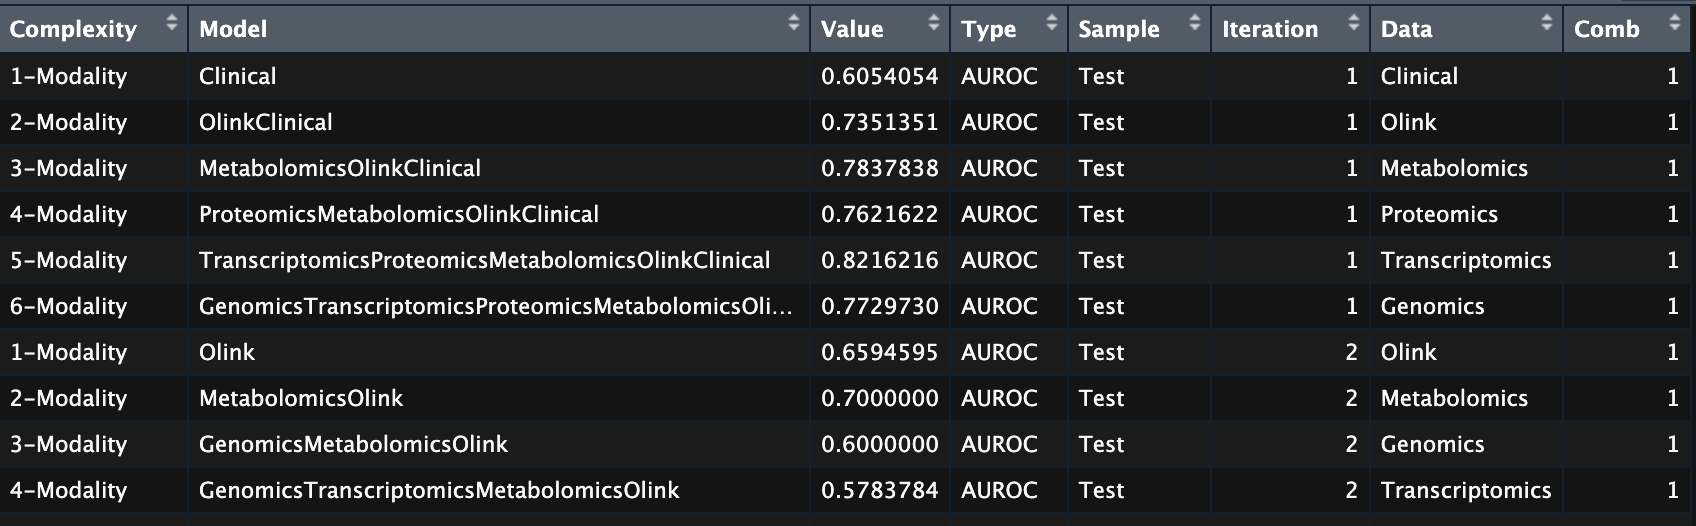 Complexity Model Value Type Sample Iteration Data Comb
1-Modality Clinical 0.6054054 AUROC Test 1 Clinical 1
2-Modality OlinkClinical 0.7351351 AUROC Test 1 Olink 1
3-Modality MetabolomicsOlinkClinical 0.7837838 AUROC Test 1 Metabolomics 1
4-Modality ProteomicsMetabolomicsOlinkClinical 0.7621622 AUROC Test 1 Proteomics 1
5-Modality TranscriptomicsProteomicsMetabolomicsOlinkClinical 0.8216216 AUROC Test 1 Transcriptomics 1
6-Modality GenomicsTranscriptomicsProteomicsMetabolomicsOli... 0.7729730 AUROC Test 1 Genomics 1
1-Modality Olink 0.6594595 AUROC Test 2 Olink 1
2-Modality MetabolomicsOlink 0.7000000 AUROC Test 2 Metabolomics 1
3-Modality GenomicsMetabolomicsOlink 0.6000000 AUROC Test 2 Genomics 1
4-Modality GenomicsTranscriptomicsMetabolomicsOlink 0.5783784 AUROC Test 2 Transcriptomics 1